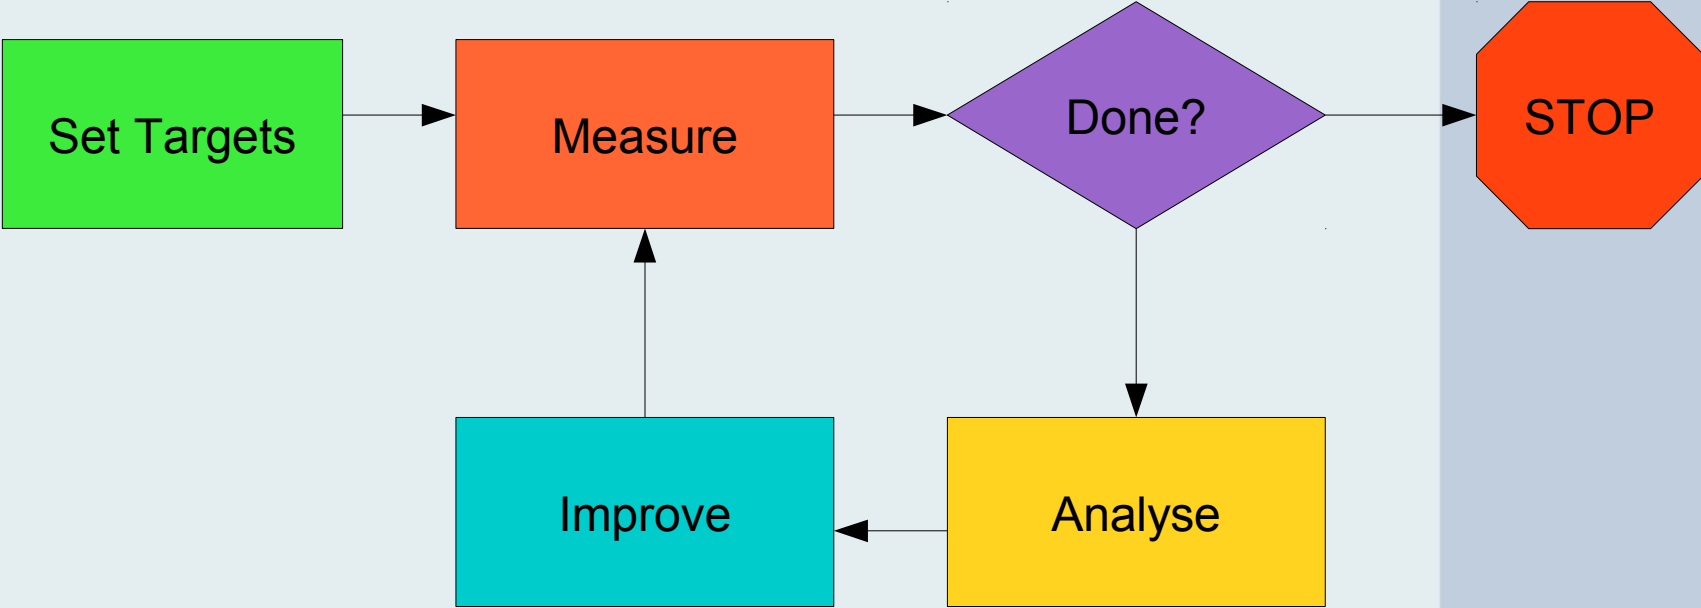 Set Targets
Measure
Done?
STOP
Improve
Analyse